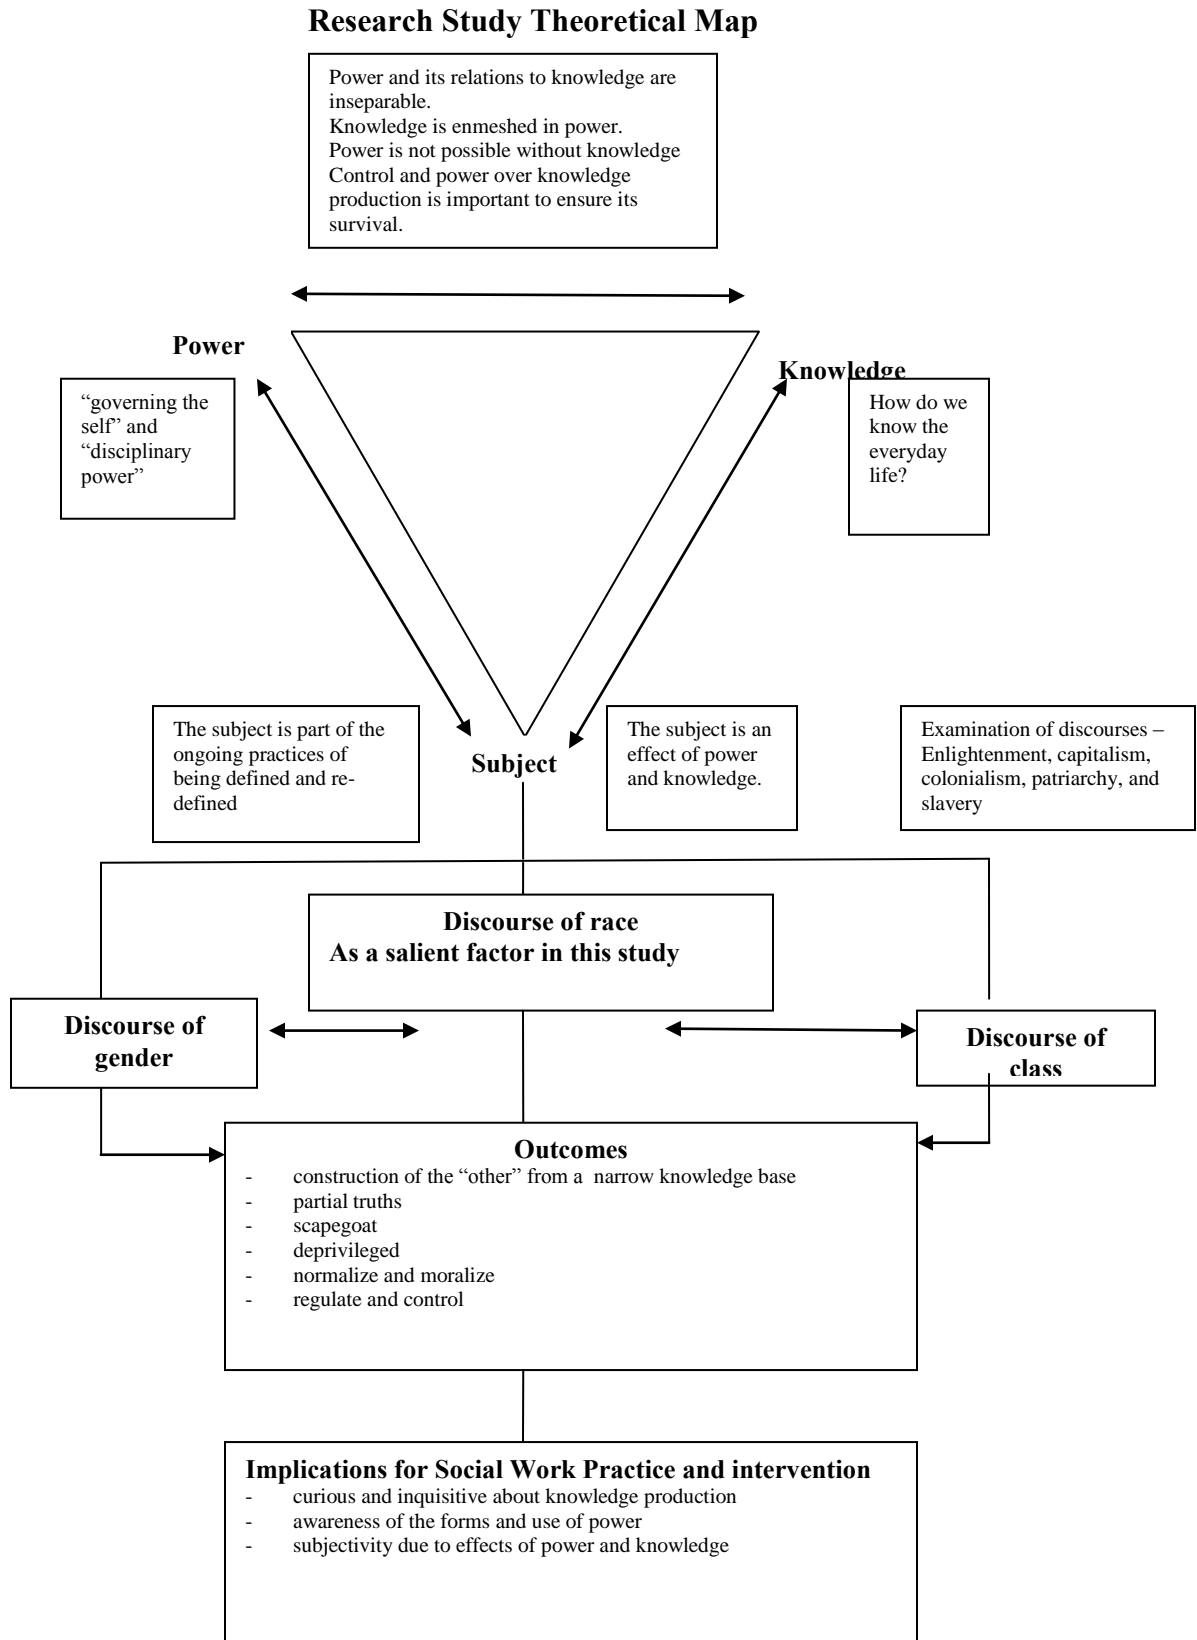 Research Study Theoretical Map
Power and its relations to knowledge are
inseparable.
Knowledge is enmeshed in power.
Power is not possible without knowledge
Control and power over knowledge
production is important to ensure its
survival.
Power
Knowledge
“governing the
self” and
“disciplinary
power”
How do we
know the
everyday
life?
The subject is part of the
ongoing practices of
being defined and re-
defined
Subject
The subject is an
effect of power
and knowledge.
Examination of discourses –
Enlightenment, capitalism,
colonialism, patriarchy, and
slavery
Discourse of race
As a salient factor in this study
Discourse of
gender
Discourse of
class
Outcomes
- construction of the “other” from a narrow knowledge base
- partial truths
- scapegoat
- deprivileged
- normalize and moralize
- regulate and control
Implications for Social Work Practice and intervention
- curious and inquisitive about knowledge production
- awareness of the forms and use of power
- subjectivity due to effects of power and knowledge